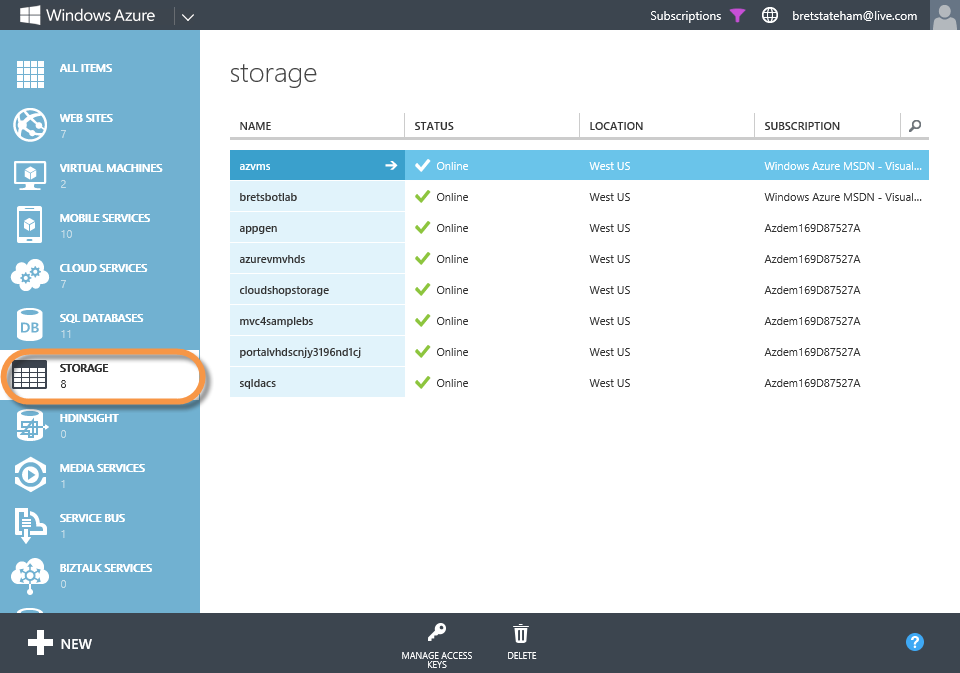 Windows Azure
Subscriptions bretstateham@live.com
ALL ITEMS
WEB SITES
7
VIRTUAL MACHINES
2
MOBILE SERVICES
10
CLOUD SERVICES
7
SQL DATABASES
11
DB
STORAGE
8
HDINSIGHT
0
MEDIA SERVICES
1
SERVICE BUS
1
BIZTALK SERVICES
0
storage
NAME STATUS LOCATION SUBSCRIPTION
azvms Online West US Windows Azure MSDN - Visual...
bretsbotlab Online West US Windows Azure MSDN - Visual...
appgen Online West US Azdem169D87527A
azurevmvhds Online West US Azdem169D87527A
cloudshopstorage Online West US Azdem169D87527A
mvc4samplebs Online West US Azdem169D87527A
portalvhdscnjy3196nd1cj Online West US Azdem169D87527A
sqldacs Online West US Azdem169D87527A
NEW
MANAGE ACCESS
KEYS
DELETE
?